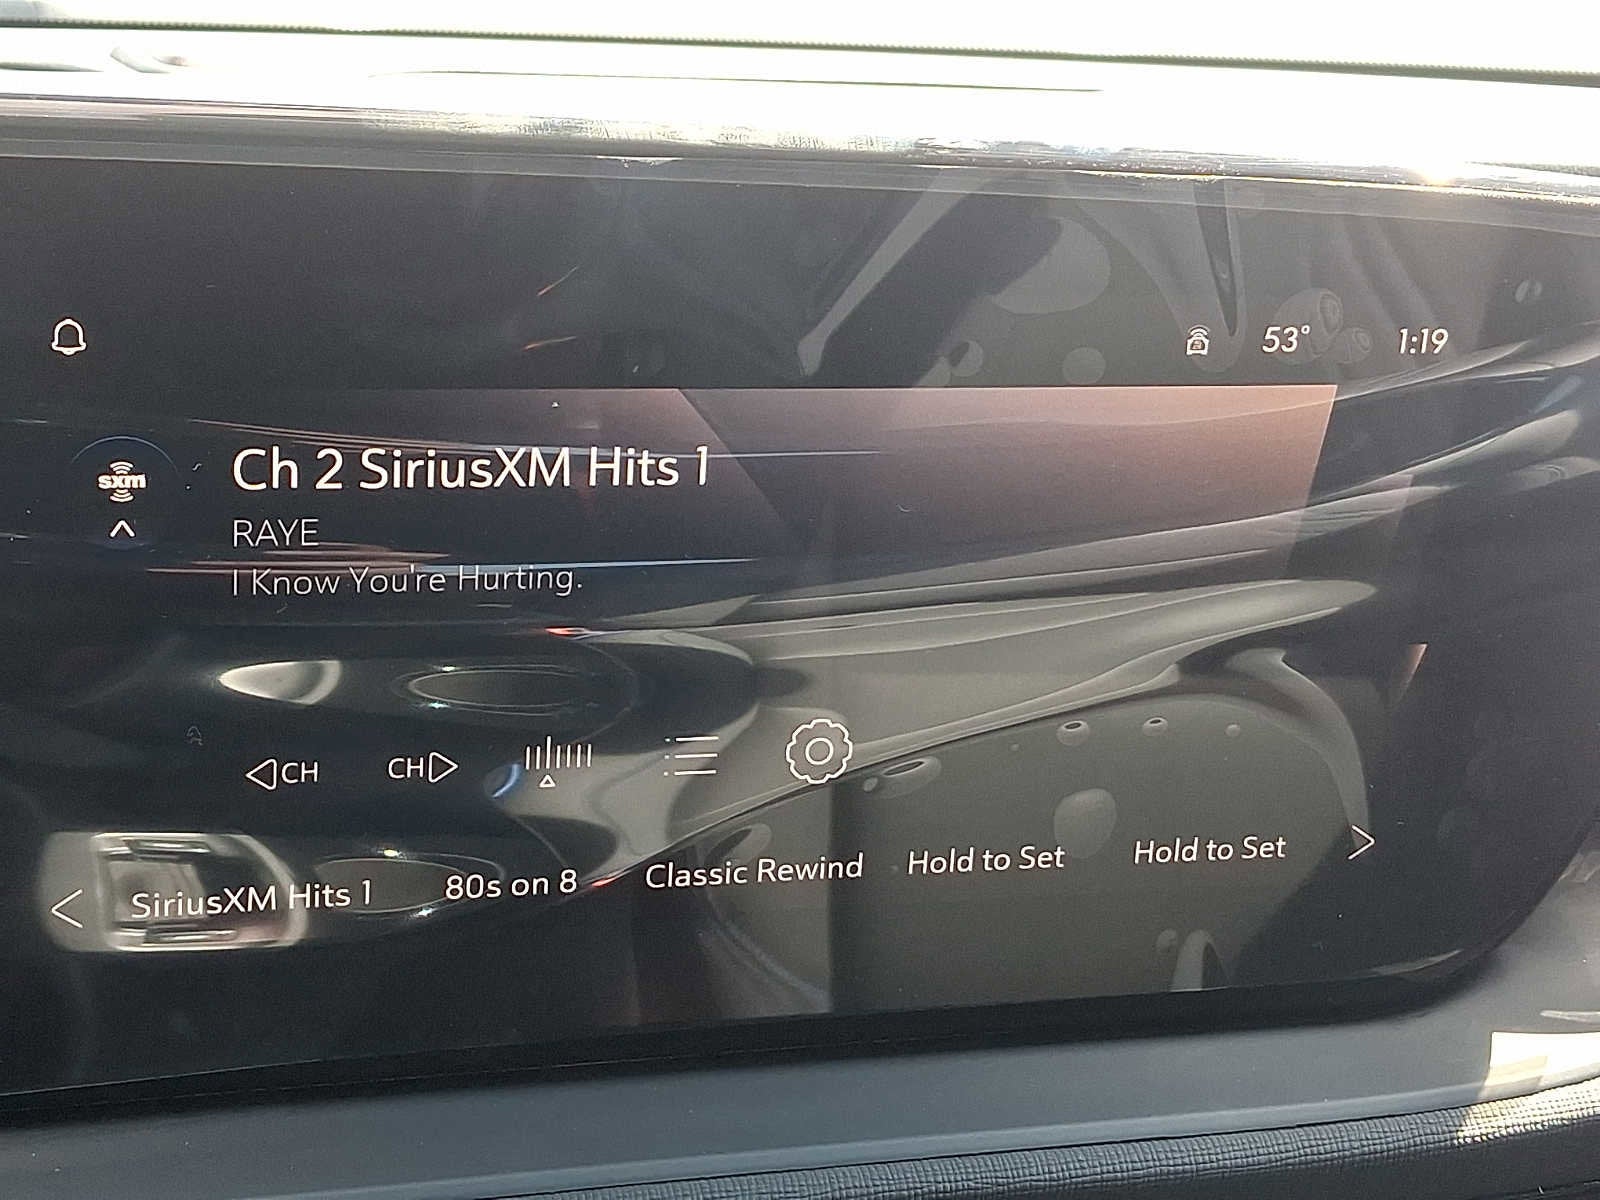 53° 1:19
sxm
Ch 2 SiriusXM Hits 1
RAYE
I Know You're Hurting.
CH CH
SiriusXM Hits 1 80s on 8 Classic Rewind Hold to Set Hold to Set